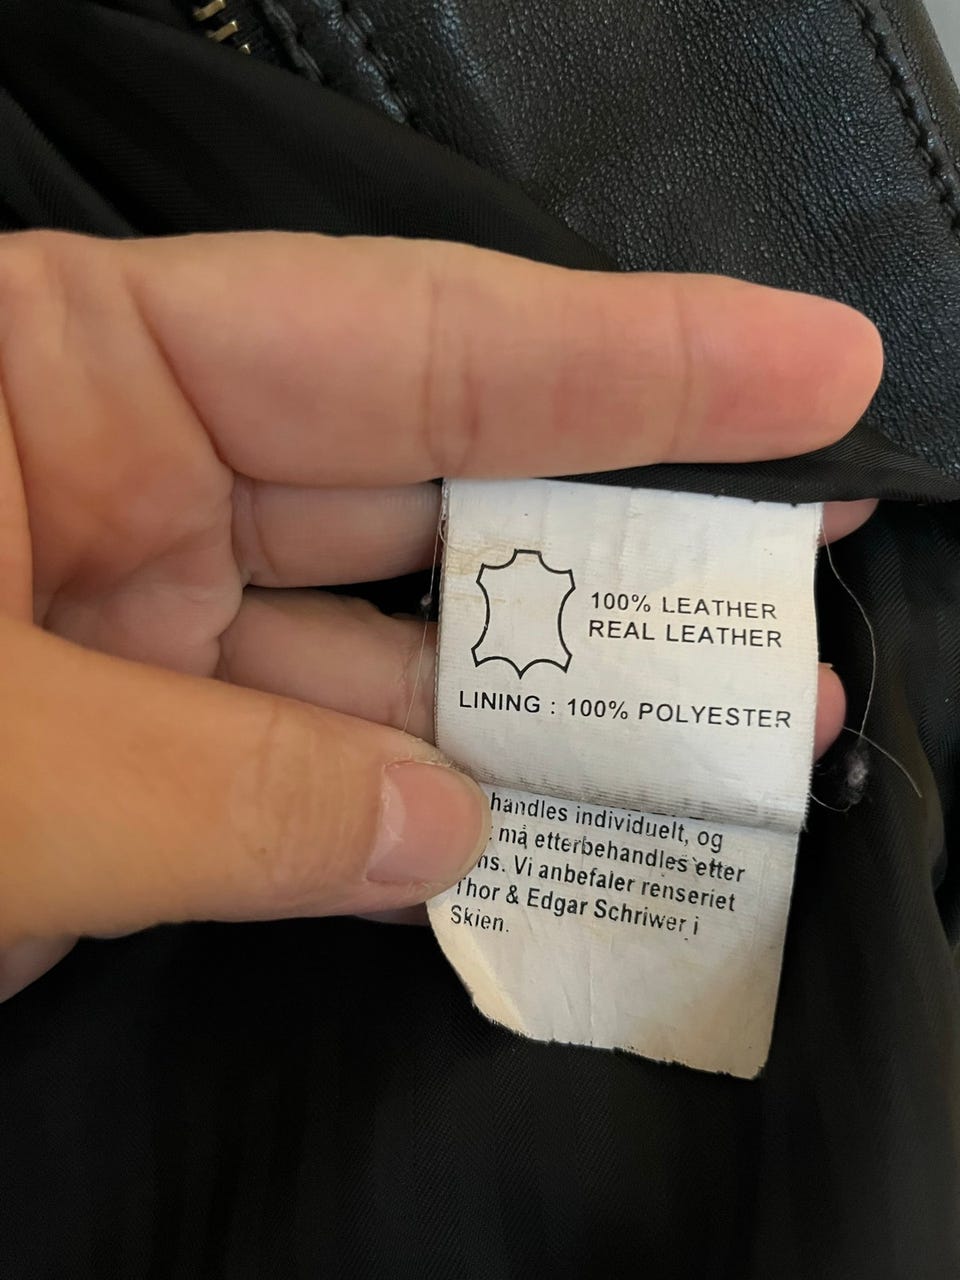 100% LEATHER
REAL LEATHER
LINING : 100% POLYESTER
handles individuelt, og
må etterbehandles etter
Vi anbefaler renseriet
Thor & Edgar Schriwer i
Skien.